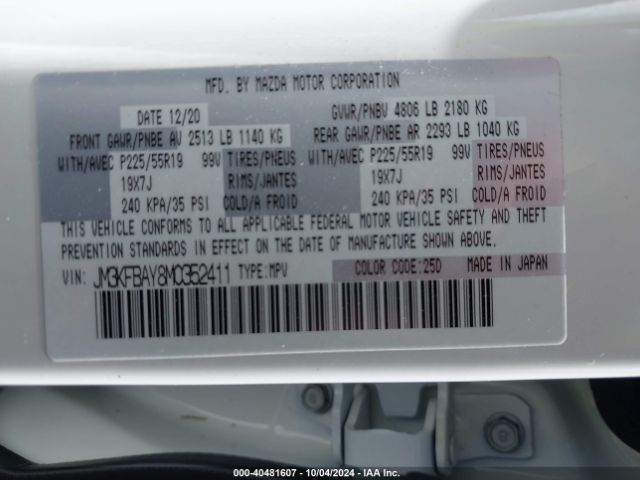 MFD. BY MAZDA MOTOR CORPORATION
DATE 12/20 GVWR/PNBV 4806 LB 2180 KG
FRONT GAWR/PNBE AV 2513 LB 1140 KG REAR GAWR/PNBE AR 2293 LB 1040 KG
WITH/AVEC P225/55R19 99V TIRES/PNEUS WITH/AVEC P225/55R19 99V TIRES/PNEUS
19X7J RIMS/JANTES 19X7J RIMS/JANTES
240 KPA/35 PSI COLD/A FROID 240 KPA/35 PSI COLD/A FROID
THIS VEHICLE CONFORMS TO ALL APPLICABLE FEDERAL MOTOR VEHICLE SAFETY AND THEFT
PREVENTION STANDARDS IN EFFECT ON THE DATE OF MANUFACTURE SHOWN ABOVE.
VIN: JM3KFBAY8M0352411 TYPE:MPV COLOR CODE:25D MADE IN JAPAN
000-40481607 - 10/04/2024 - IAA Inc.